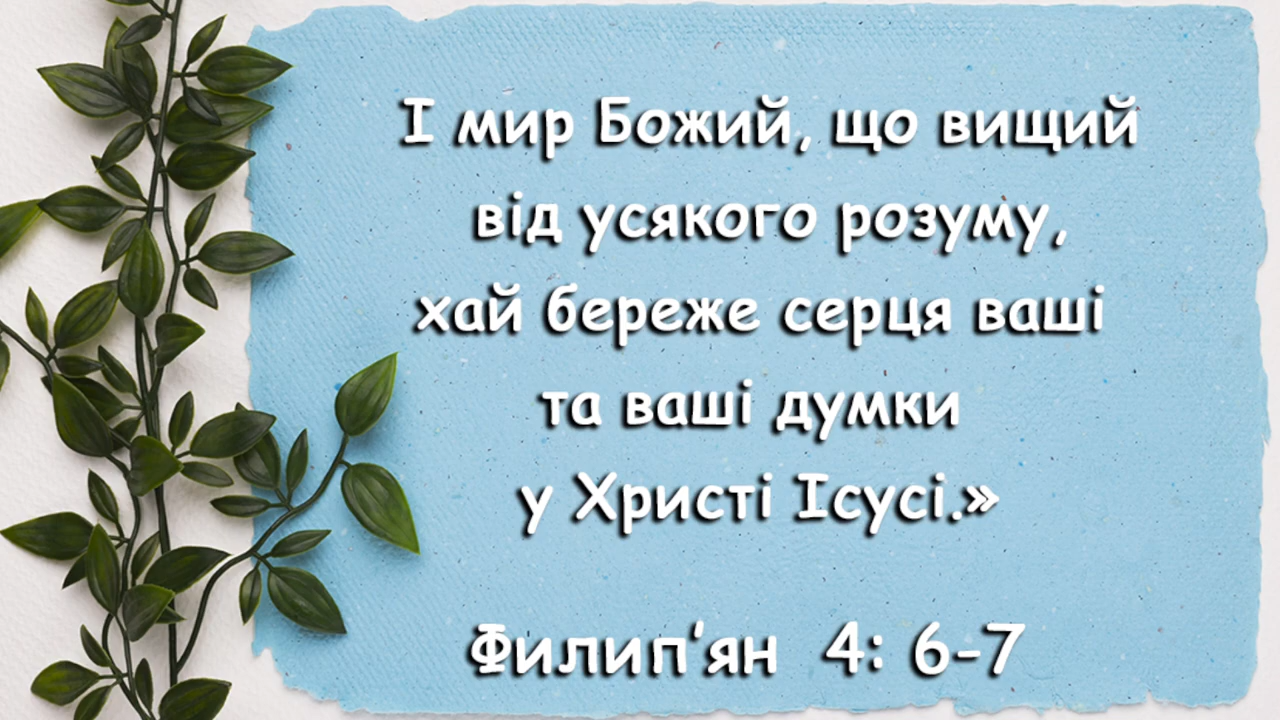 І мир Божий, що вищий
від усякого розуму,
хай береже серця ваші
та ваші думки
у Христі Ісусі.»
Филип’ян 4: 6-7